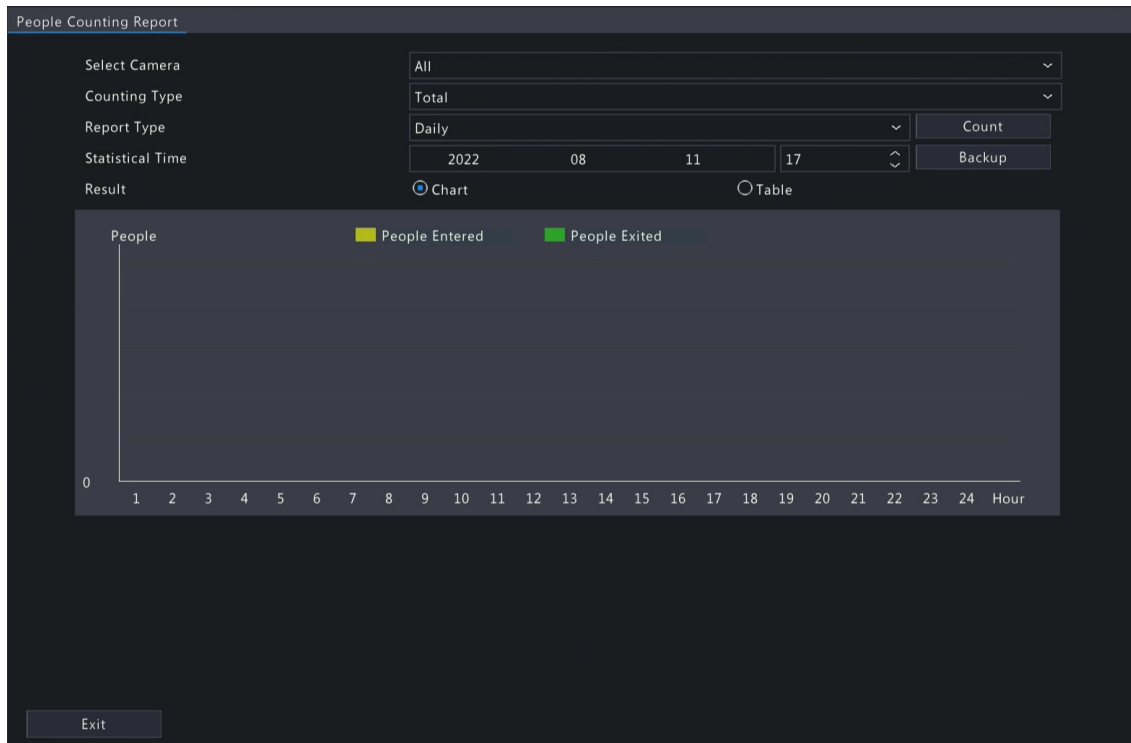 People Counting Report
Select Camera All
Counting Type Total
Report Type Daily Count
Statistical Time 2022 08 11 17 Backup
Result Chart Table
People People Entered People Exited
0
1 2 3 4 5 6 7 8 9 10 11 12 13 14 15 16 17 18 19 20 21 22 23 24 Hour
Exit